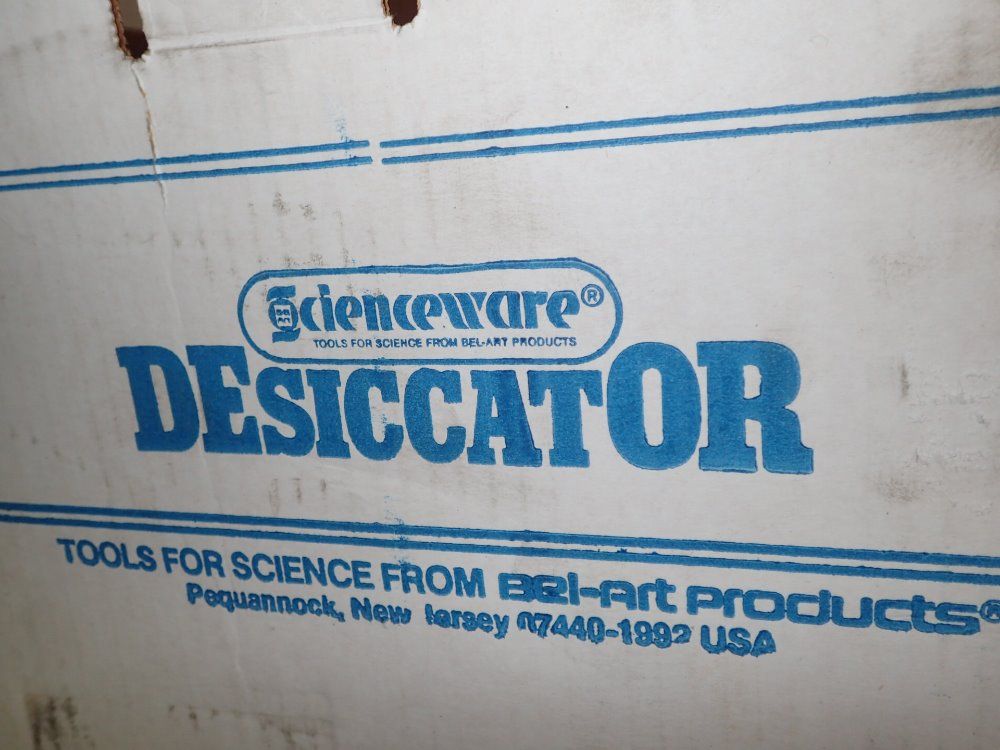 Scienceware®
TOOLS FOR SCIENCE FROM BEL-ART PRODUCTS
DESICCATOR
TOOLS FOR SCIENCE FROM Bel-Art products®
Pequannock, New Jersey 07440-1992 USA